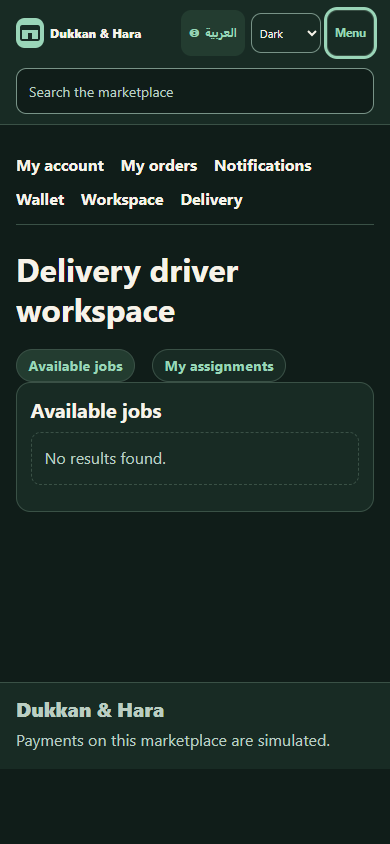 Dukkan & Hara
العربية
Dark
Menu
Search the marketplace
My account My orders Notifications
Wallet Workspace Delivery
Delivery driver
workspace
Available jobs My assignments
Available jobs
No results found.
Dukkan & Hara
Payments on this marketplace are simulated.